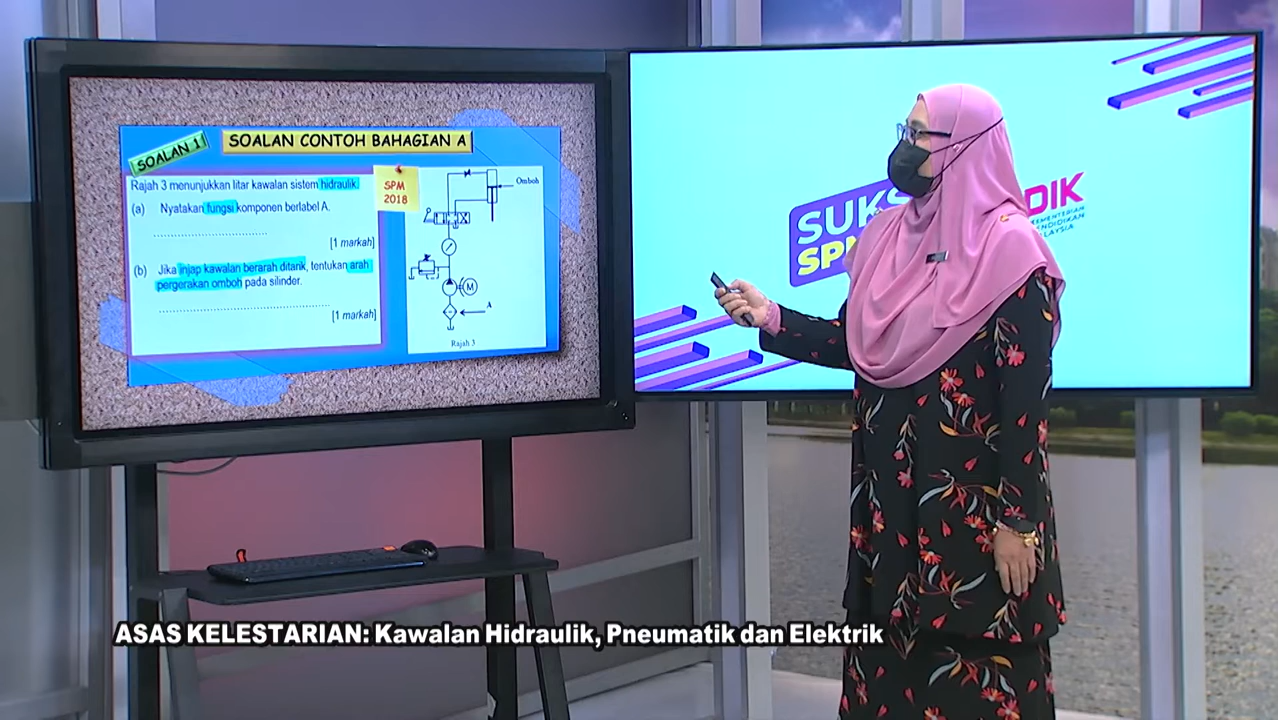 SOALAN 1
SOALAN CONTOH BAHAGIAN A
Rajah 3 menunjukkan litar kawalan sistem hidraulik.
(a) Nyatakan fungsi komponen berlabel A.
[1 markah]
(b) Jika injap kawalan berarah ditarik, tentukan arah
pergerakan omboh pada silinder.
[1 markah]
SPM
2018
Omboh
M
A
Rajah 3
SUKS
SPM
DIK
ASAS KELESTARIAN: Kawalan Hidraulik, Pneumatik dan Elektrik